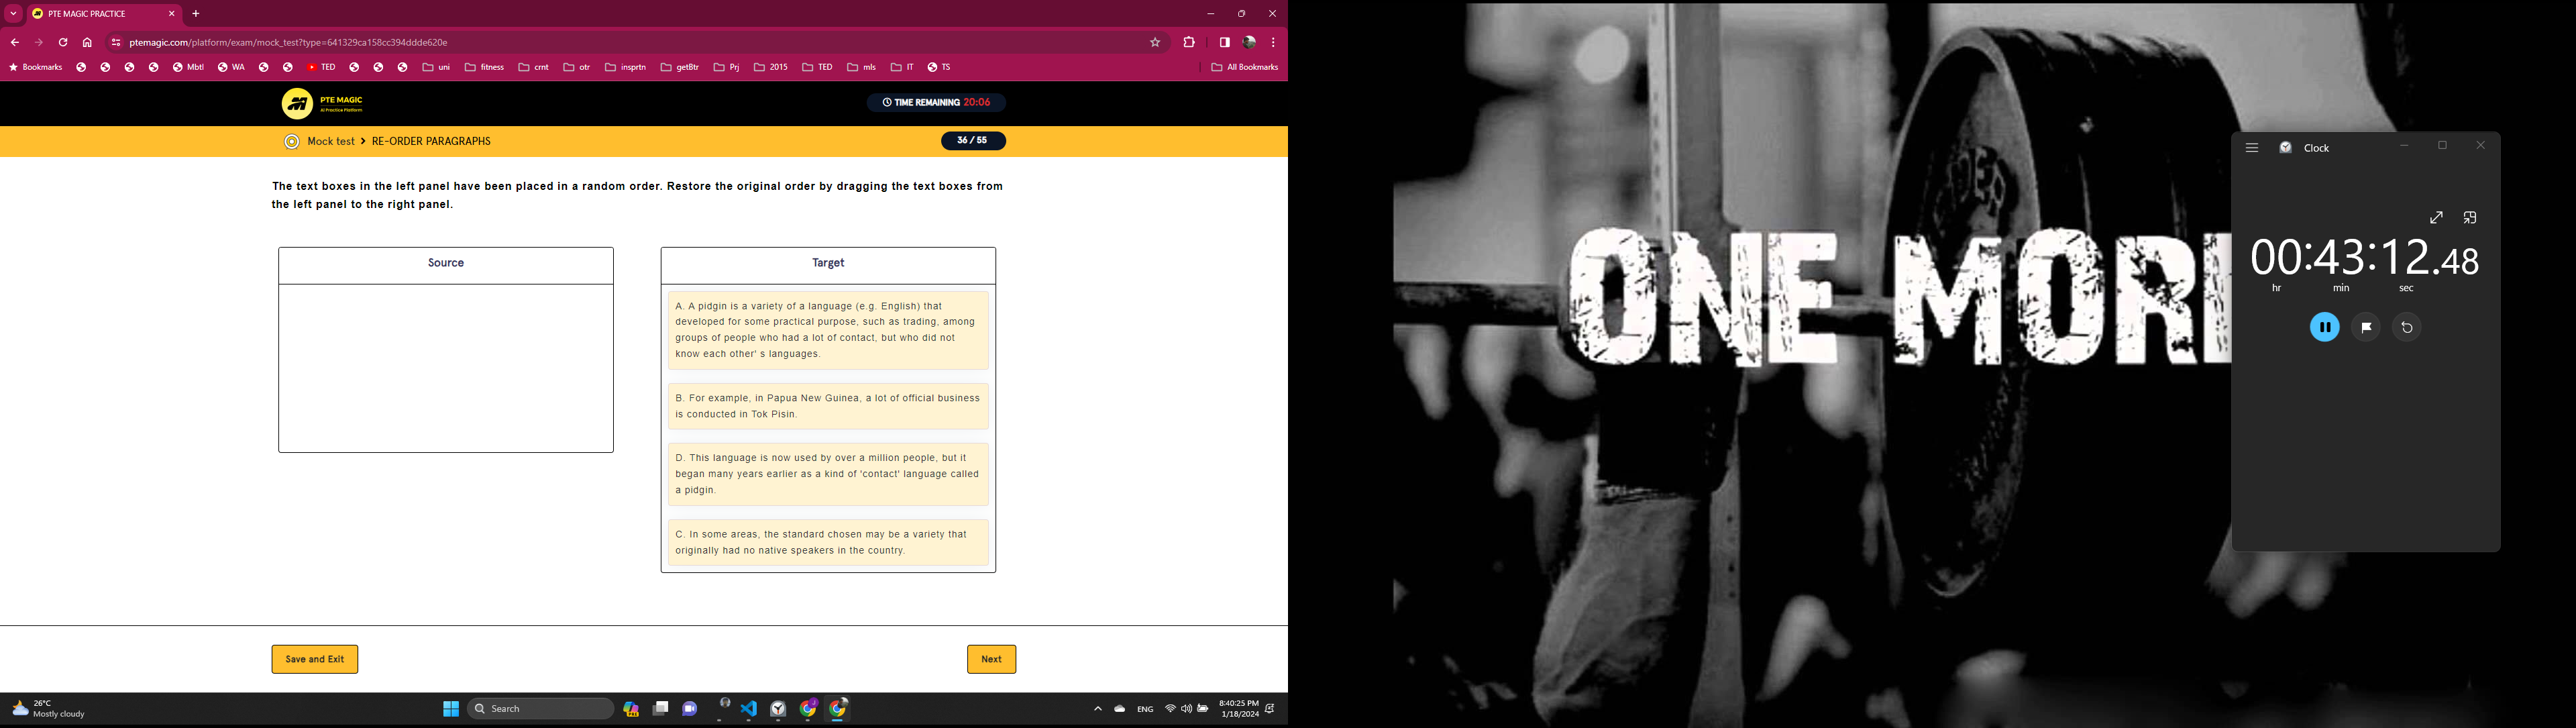 PTE MAGIC PRACTICE
ptemagic.com/platform/exam/mock_test?type=641329ca158cc394ddde620e
Bookmarks
Mbtl
WA
TED
uni
fitness
crnt
otr
insprtn
getBtr
Prj
2015
TED
mls
IT
TS
All Bookmarks
PTE MAGIC
AI Practice Platform
TIME REMAINING 20:06
Mock test > RE-ORDER PARAGRAPHS
36 / 55
The text boxes in the left panel have been placed in a random order. Restore the original order by dragging the text boxes from
the left panel to the right panel.
Source
Target
A. A pidgin is a variety of a language (e.g. English) that
developed for some practical purpose, such as trading, among
groups of people who had a lot of contact, but who did not
know each other' s languages.
B. For example, in Papua New Guinea, a lot of official business
is conducted in Tok Pisin.
D. This language is now used by over a million people, but it
began many years earlier as a kind of 'contact' language called
a pidgin.
C. In some areas, the standard chosen may be a variety that
originally had no native speakers in the country.
Save and Exit
Next
26°C
Mostly cloudy
Search
ENG
8:40:25 PM
1/18/2024
ONE MOR
Clock
00:43:12.48
hr
min
sec